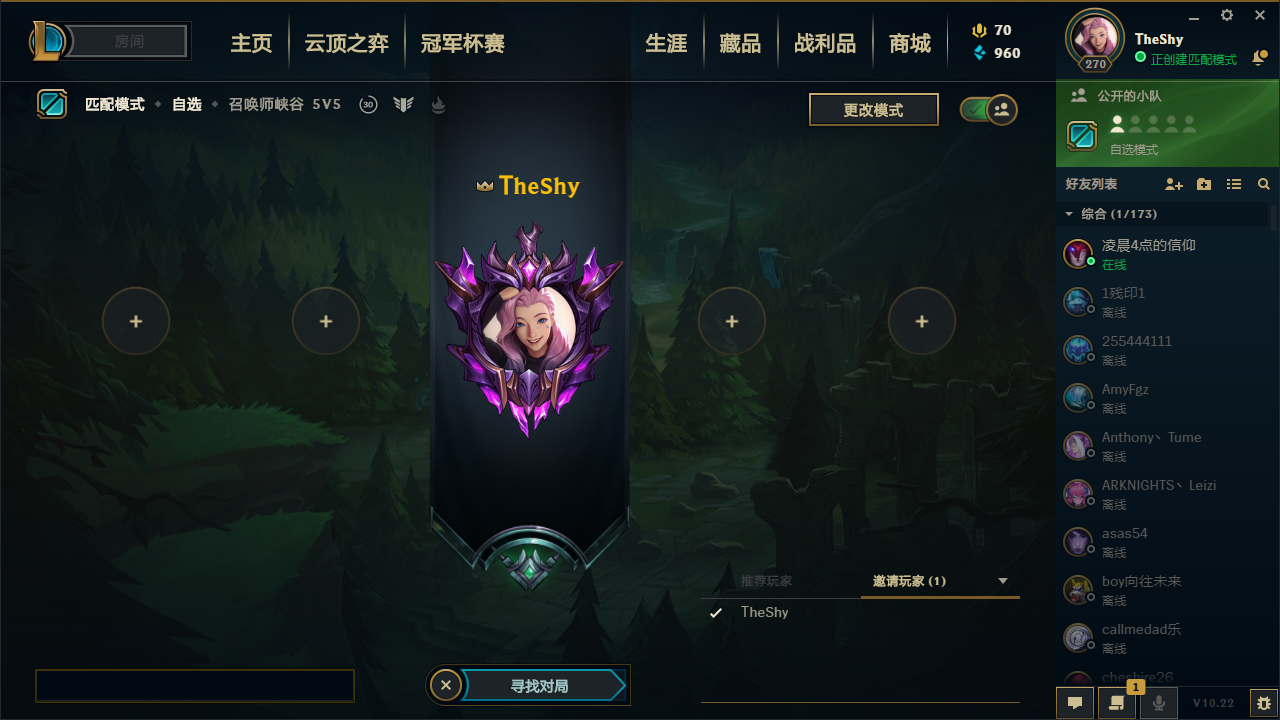 房间
主页
云顶之弈
冠军杯赛
生涯
藏品
战利品
商城
70
960
270
TheShy
正创建匹配模式
匹配模式 自选 召唤师峡谷 5V5 30
更改模式
公开的小队
自选模式
好友列表
综合 (1/173)
凌晨4点的信仰
在线
1残印1
离线
255444111
离线
AmyFgz
离线
Anthony丶Tume
离线
ARKNIGHTS丶Leizi
离线
asas54
离线
boy向往未来
离线
callmedad乐
离线
cheshire26
TheShy
推荐玩家
邀请玩家 (1)
TheShy
寻找对局
1
V10.22